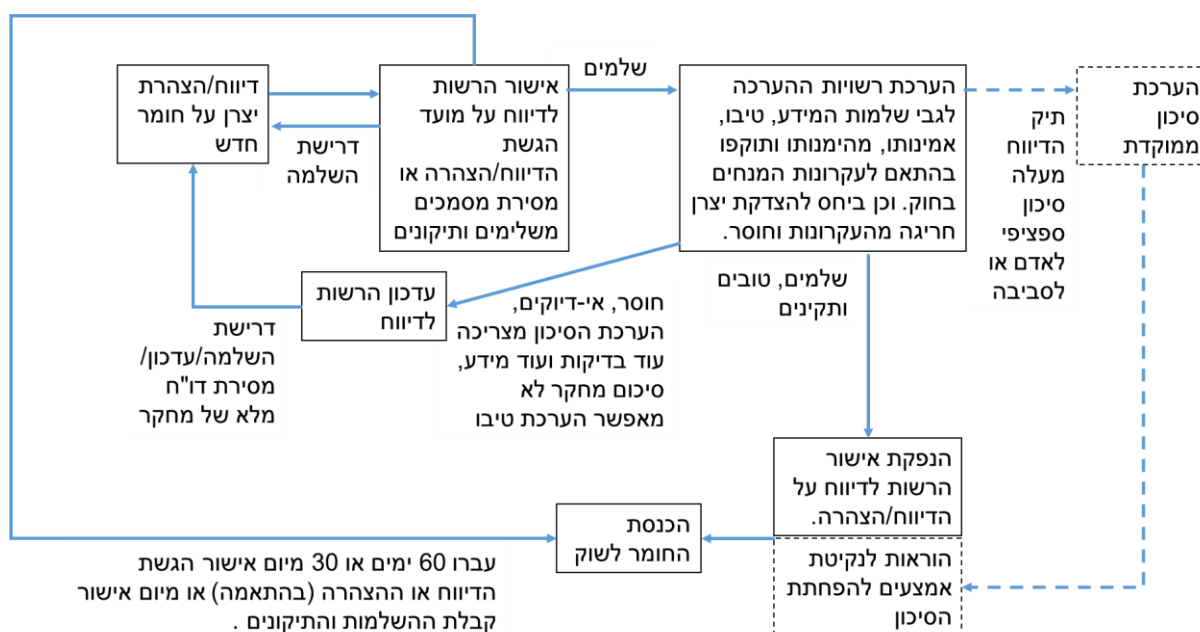 דיווח/הצהרת
יצרן על חומר
חדש
דרישת
השלמה
אישור הרשות
לדיווח על מועד
הגשת
הדיווח/הצהרה או
מסירת מסמכים
משלימים ותיקונים
שלמים
הערכת רשויות ההערכה
לגבי שלמות המידע, טיבו,
אמינותו, מהימנותו ותוקפו
בהתאם לעקרונות המנחים
בחוק. וכן ביחס להצדקת יצרן
חריגה מהעקרונות וחוסר.
תיק
הדיווח
מעלה
סיכון
ספציפי
לאדם או
לסביבה
הערכת
סיכון
ממוקדת
עדכון הרשות
לדיווח
דרישת
השלמה/עדכון/
מסירת דו"ח
מלא של מחקר
חוסר, אי-דיוקים,
הערכת הסיכון מצריכה
עוד בדיקות ועוד מידע,
סיכום מחקר לא
מאפשר הערכת טיבו
שלמים, טובים
ותקינים
הנפקת אישור
הרשות לדיווח על
הדיווח/הצהרה.
הוראות לנקיטת
אמצעים להפחתת
הסיכון
הכנסת
החומר לשוק
עברו 60 ימים או 30 מיום אישור הגשת
הדיווח או ההצהרה (בהתאמה) או מיום אישור
קבלת ההשלמות והתיקונים .